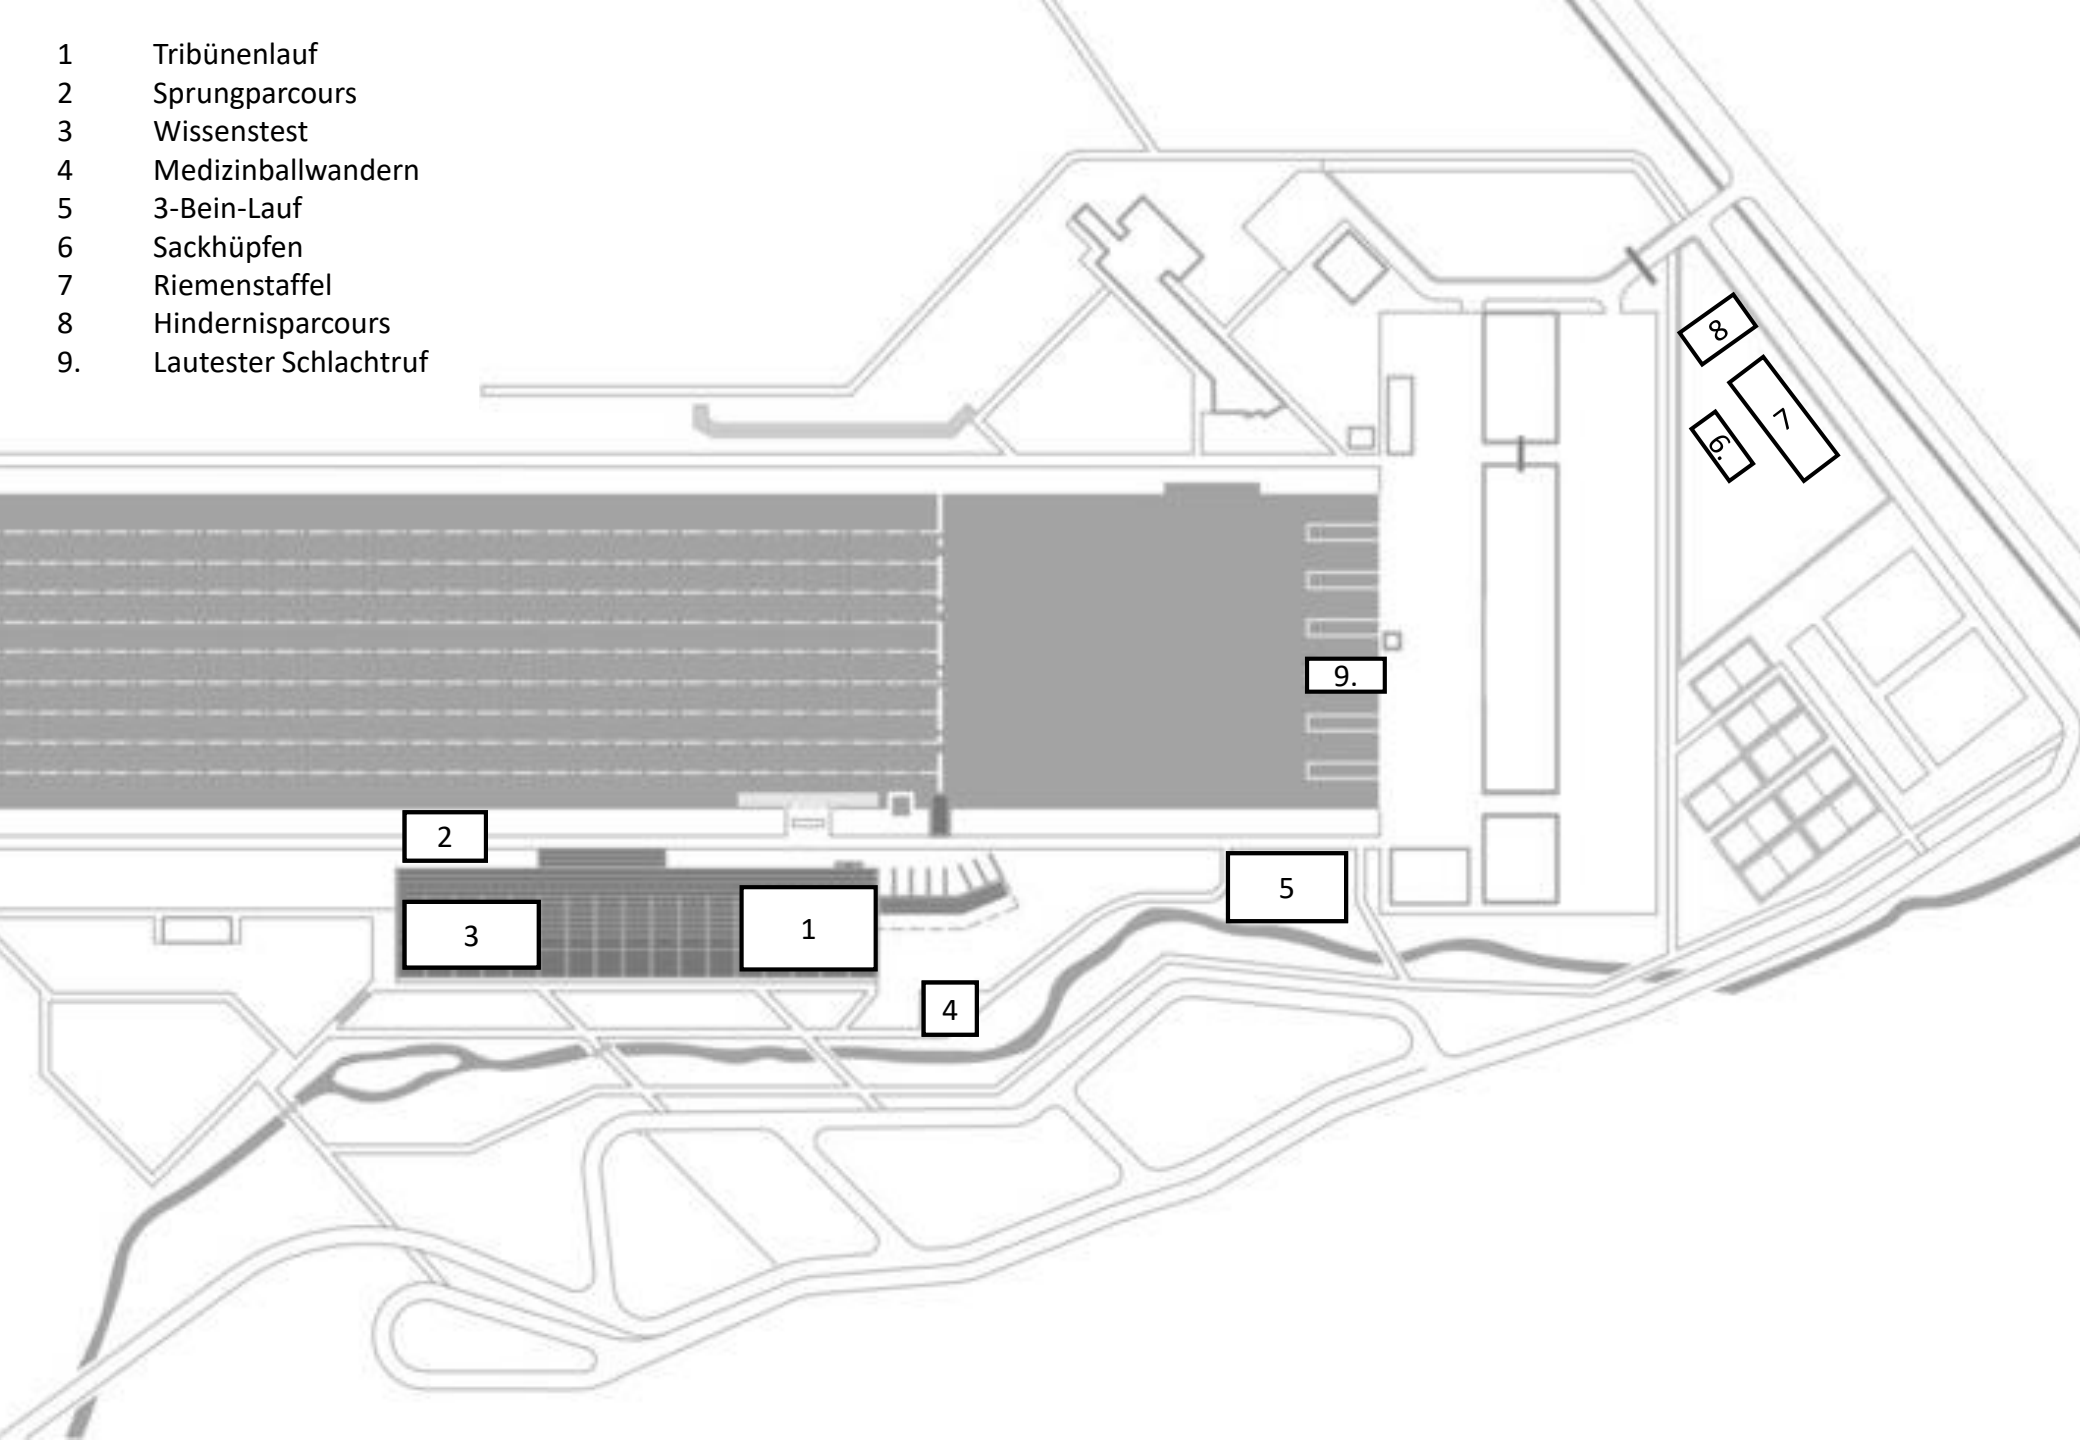 1 Tribünenlauf
2 Sprungparcours
3 Wissenstest
4 Medizinballwandern
5 3-Bein-Lauf
6 Sackhüpfen
7 Riemenstaffel
8 Hindernisparcours
9. Lautester Schlachtruf
8
7
6.
9.
2
5
3
1
4